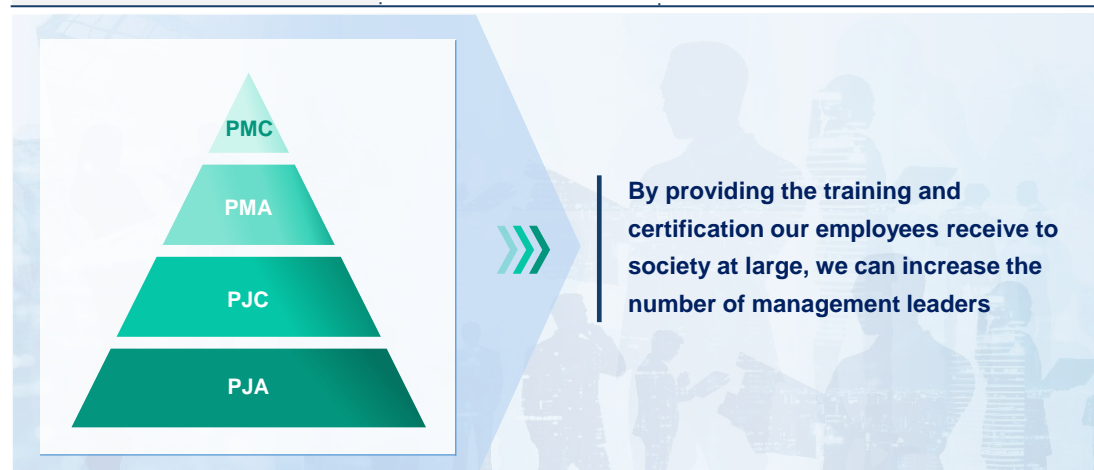 PMC
PMA
PJC
PJA
By providing the training and
certification our employees receive to
society at large, we can increase the
number of management leaders